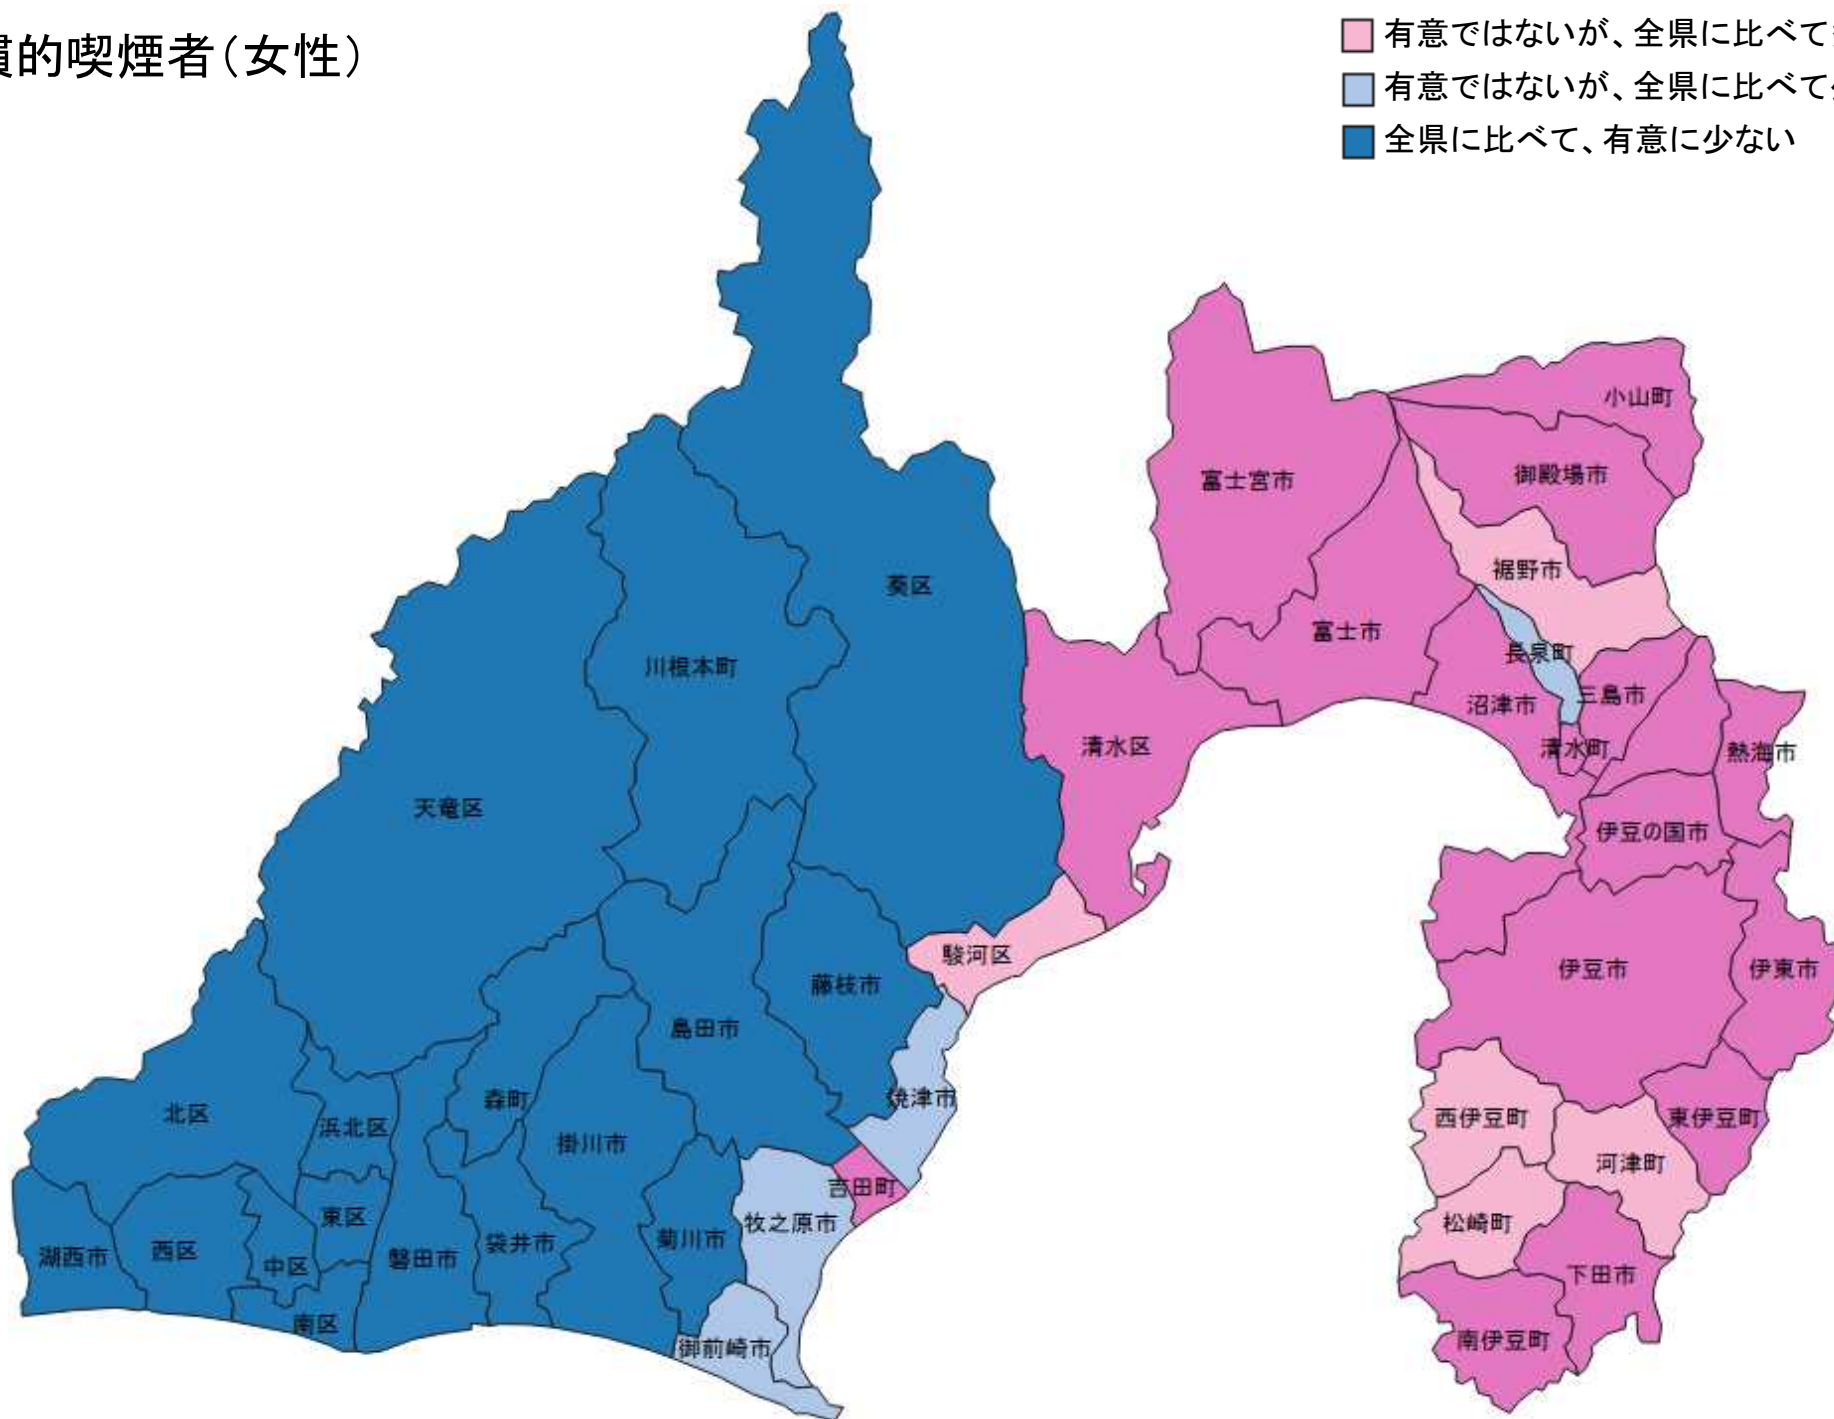 慣的喫煙者（女性）
有意ではないが、全県に比べて
有意ではないが、全県に比べて
全県に比べて、有意に少ない
小山町
御殿場市
富士宮市
裾野市
葵区
富士市
長泉町
川根本町
三島市
沼津市
清水区
清水町
熱海市
天竜区
伊豆の国市
駿河区
伊豆市
伊東市
藤枝市
島田市
焼津市
森町
北区
浜北区
掛川市
西伊豆町
東伊豆町
河津町
吉田町
東区
牧之原市
松崎町
湖西市
西区
中区
磐田市
袋井市
菊川市
下田市
南区
御前崎市
南伊豆町